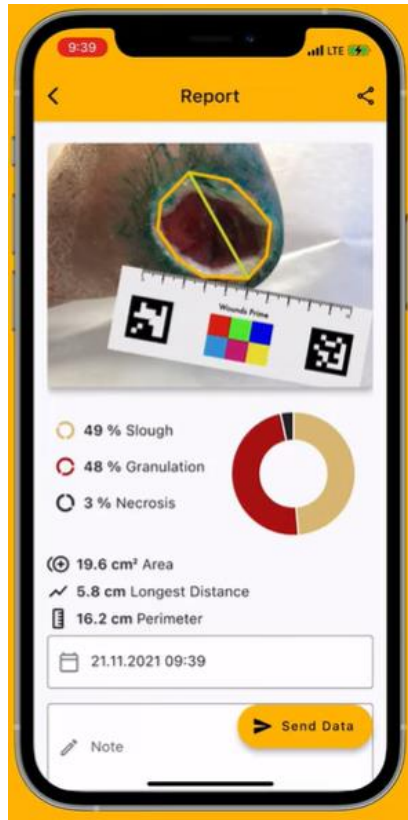 9:39
LTE
Report
Wounds Prime
49 % Slough
48 % Granulation
3 % Necrosis
19.6 cm² Area
5.8 cm Longest Distance
16.2 cm Perimeter
21.11.2021 09:39
Send Data
Note